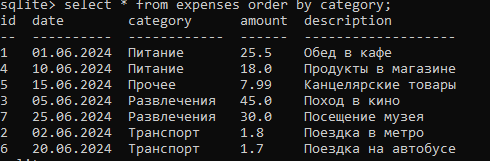 sqlite> select * from expenses order by category;
id  date        category     amount  description
--  ----------  -----------  ------  -------------------
1   01.06.2024  Питание      25.5    Обед в кафе
4   10.06.2024  Питание      18.0    Продукты в магазине
5   15.06.2024  Прочее       7.99    Канцелярские товары
3   05.06.2024  Развлечения  45.0    Поход в кино
7   25.06.2024  Развлечения  30.0    Посещение музея
2   02.06.2024  Транспорт    1.8     Поездка в метро
6   20.06.2024  Транспорт    1.7     Поездка на автобусе